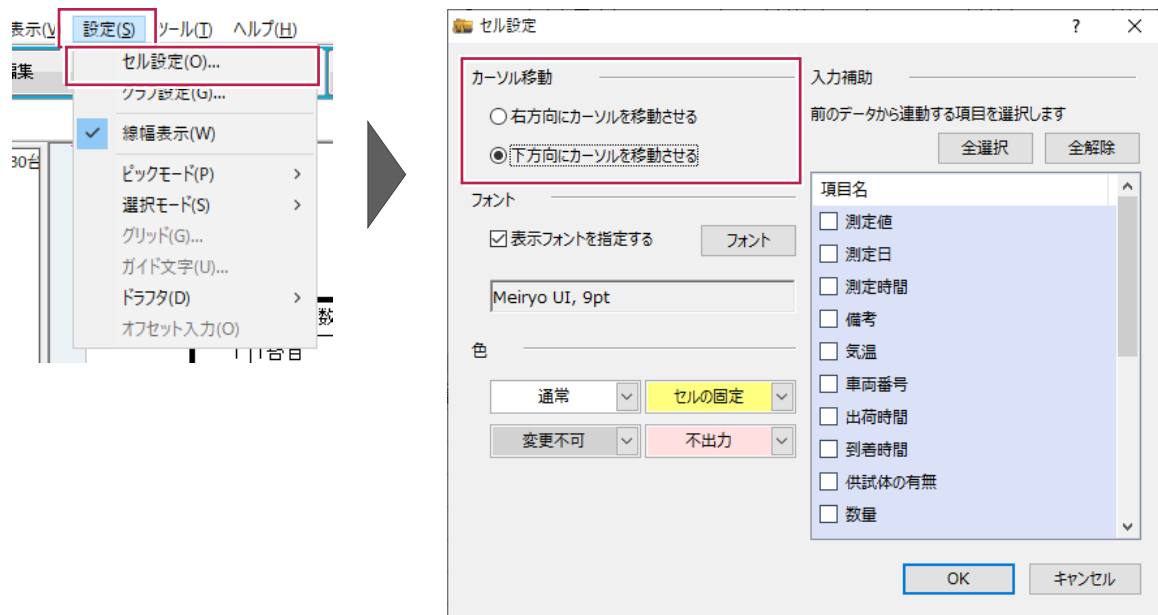 表示(V) 設定(S) ツール(T) ヘルプ(H)
編集
セル設定(O)...
グラフ設定(G)...
線幅表示(W)
30台
ピックモード(P)
選択モード(S)
グリッド(G)...
ガイド文字(U)...
ドラフタ(D)
オフセット入力(O)
数
1 1台目
セル設定
カーソル移動
右方向にカーソルを移動させる
下方向にカーソルを移動させる
フォント
表示フォントを指定する
フォント
Meiryo UI, 9pt
色
通常
セルの固定
変更不可
不出力
入力補助
前のデータから連動する項目を選択します
全選択
全解除
項目名
測定値
測定日
測定時間
備考
気温
車両番号
出荷時間
到着時間
供試体の有無
数量
OK
キャンセル